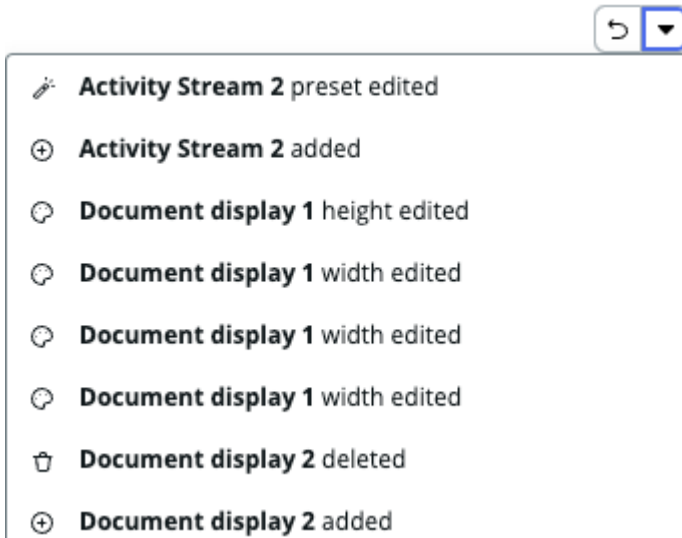 Activity Stream 2 preset edited
Activity Stream 2 added
Document display 1 height edited
Document display 1 width edited
Document display 1 width edited
Document display 1 width edited
Document display 2 deleted
Document display 2 added